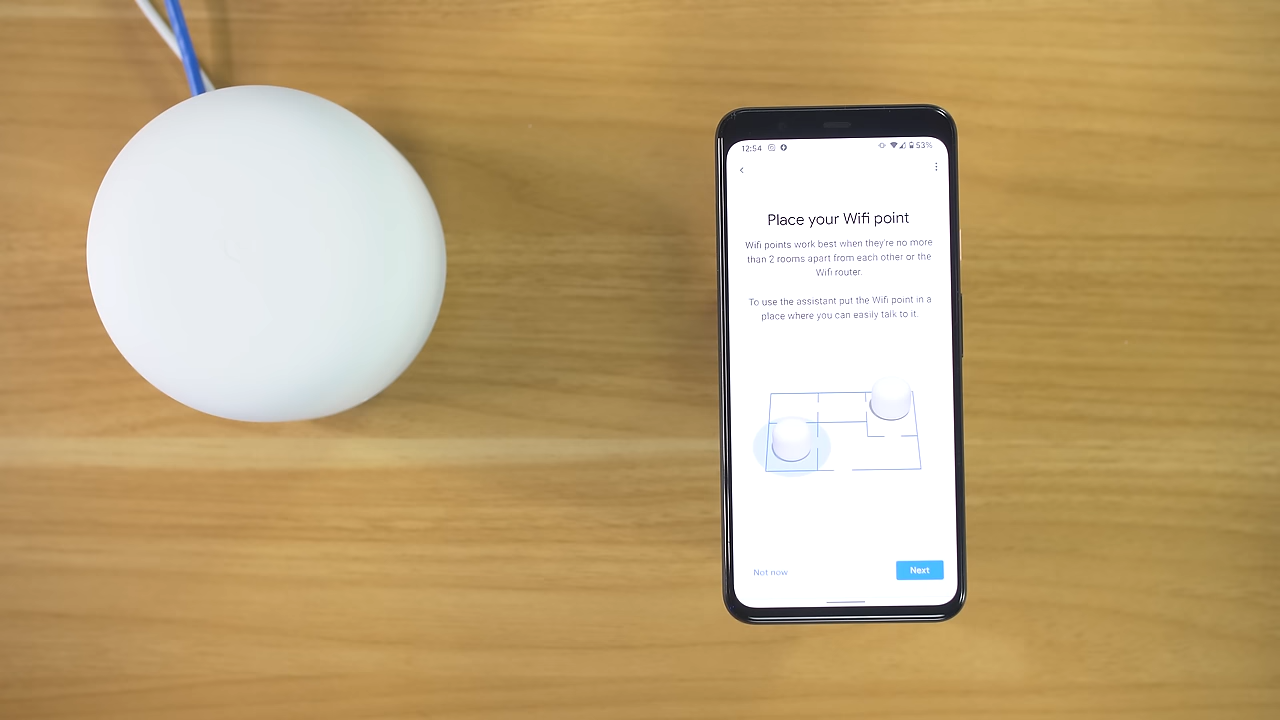 12:54
53%
Place your Wifi point
Wifi points work best when they're no more
than 2 rooms apart from each other or the
Wifi router.
To use the assistant put the Wifi point in a
place where you can easily talk to it.
Not now
Next